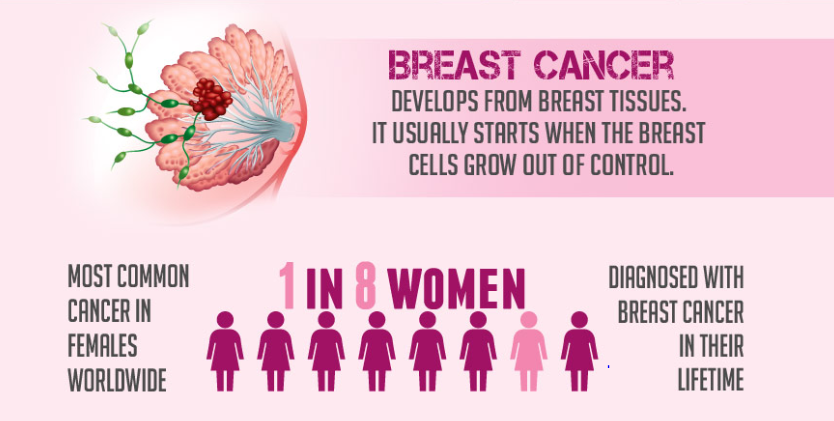 BREAST CANCER
DEVELOPS FROM BREAST TISSUES.
IT USUALLY STARTS WHEN THE BREAST
CELLS GROW OUT OF CONTROL.
MOST COMMON
CANCER IN
FEMALES
WORLDWIDE
1 IN 8 WOMEN
DIAGNOSED WITH
BREAST CANCER
IN THEIR
LIFETIME